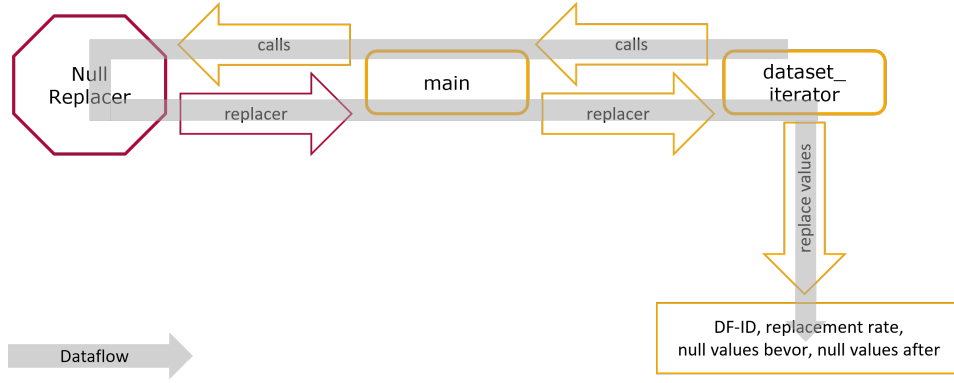 calls
calls
Null
Replacer
main
dataset_
iterator
replacer
replacer
replace values
DF-ID, replacement rate,
null values bevor, null values after
Dataflow